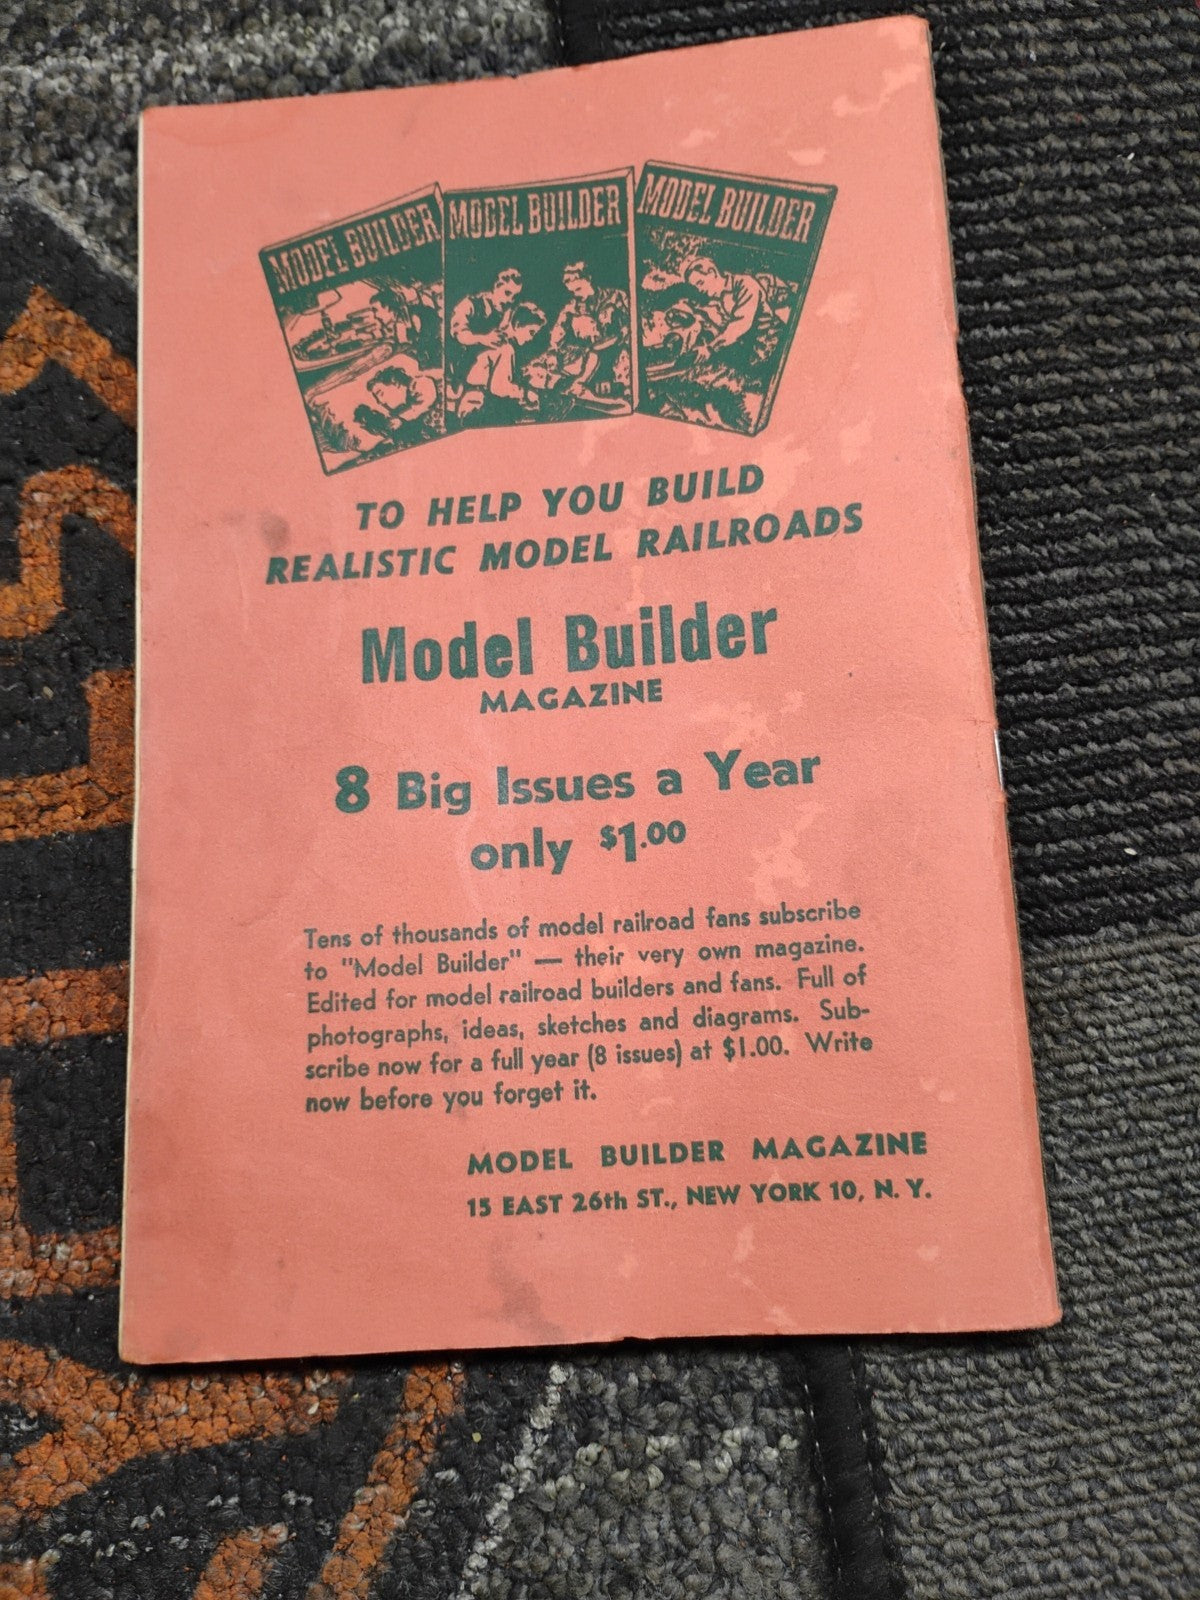 MODEL BUILDER
MODEL BUILDER
MODEL BUILDER
TO HELP YOU BUILD
REALISTIC MODEL RAILROADS
Model Builder
MAGAZINE
8 Big Issues a Year
only $1.00
Tens of thousands of model railroad fans subscribe
to "Model Builder" — their very own magazine.
Edited for model railroad builders and fans. Full of
photographs, ideas, sketches and diagrams. Sub-
scribe now for a full year (8 issues) at $1.00. Write
now before you forget it.
MODEL BUILDER MAGAZINE
15 EAST 26th ST., NEW YORK 10, N. Y.